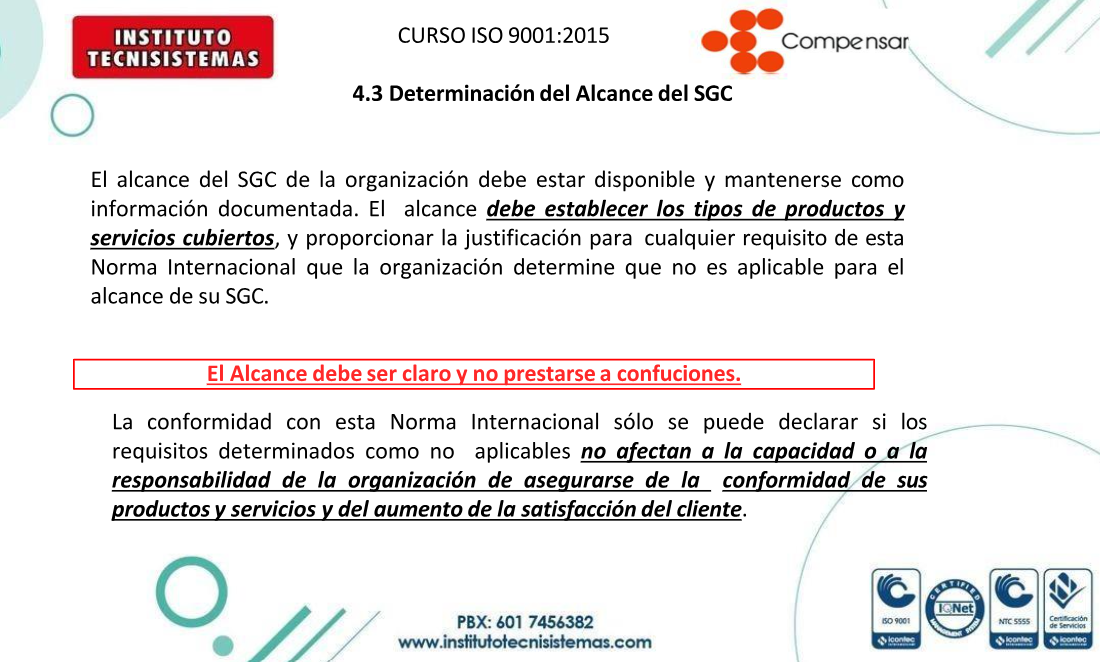 INSTITUTO
TECNISISTEMAS
CURSO ISO 9001:2015
Compensar
4.3 Determinación del Alcance del SGC
El alcance del SGC de la organización debe estar disponible y mantenerse como
información documentada. El alcance debe establecer los tipos de productos y
servicios cubiertos, y proporcionar la justificación para cualquier requisito de esta
Norma Internacional que la organización determine que no es aplicable para el
alcance de su SGC.
El Alcance debe ser claro y no prestarse a confuciones.
La conformidad con esta Norma Internacional sólo se puede declarar si los
requisitos determinados como no aplicables no afectan a la capacidad o a la
responsabilidad de la organización de asegurarse de la conformidad de sus
productos y servicios y del aumento de la satisfacción del cliente.
PBX: 601 7456382
www.institutotecnisistemas.com
ISO 9001
icontec
CERTIFIED
IQNet
MANAGEMENT SYSTEM
NTC 5555
icontec
Certificación
de Servicios
icontec